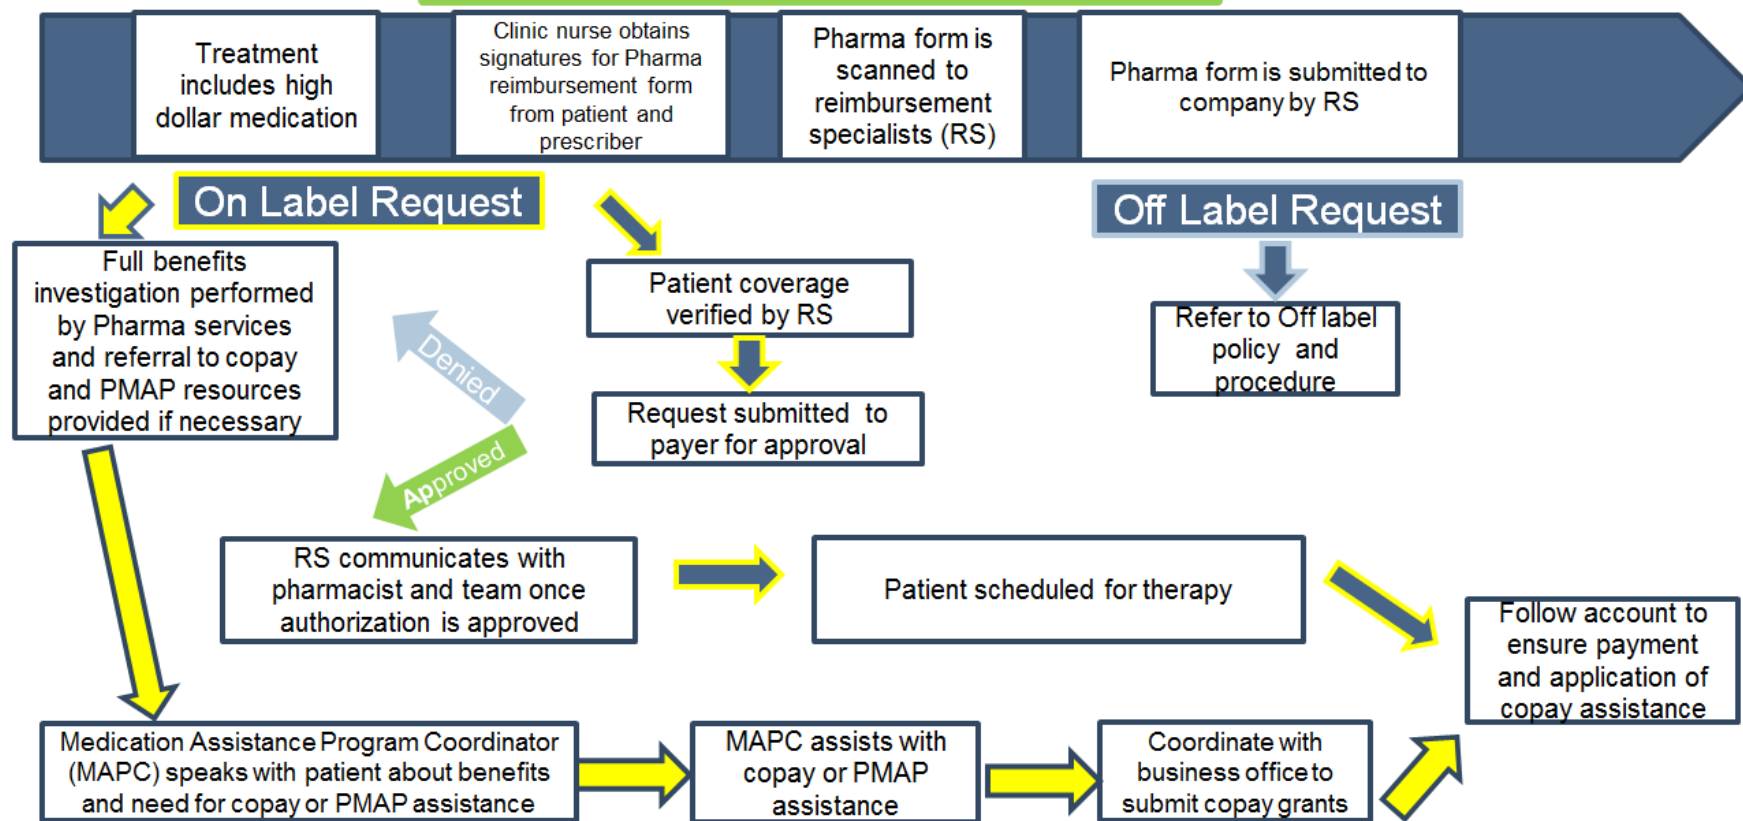 Treatment
includes high
dollar medication
Clinic nurse obtains
signatures for Pharma
reimbursement form
from patient and
prescriber
Pharma form is
scanned to
reimbursement
specialists (RS)
Pharma form is submitted to
company by RS
On Label Request
Off Label Request
Full benefits
investigation performed
by Pharma services
and referral to copay
and PMAP resources
provided if necessary
Patient coverage
verified by RS
Refer to Off label
policy and
procedure
Denied
Request submitted to
payer for approval
Approved
RS communicates with
pharmacist and team once
authorization is approved
Patient scheduled for therapy
Follow account to
ensure payment
and application of
copay assistance
Medication Assistance Program Coordinator
(MAPC) speaks with patient about benefits
and need for copay or PMAP assistance
MAPC assists with
copay or PMAP
assistance
Coordinate with
business office to
submit copay grants